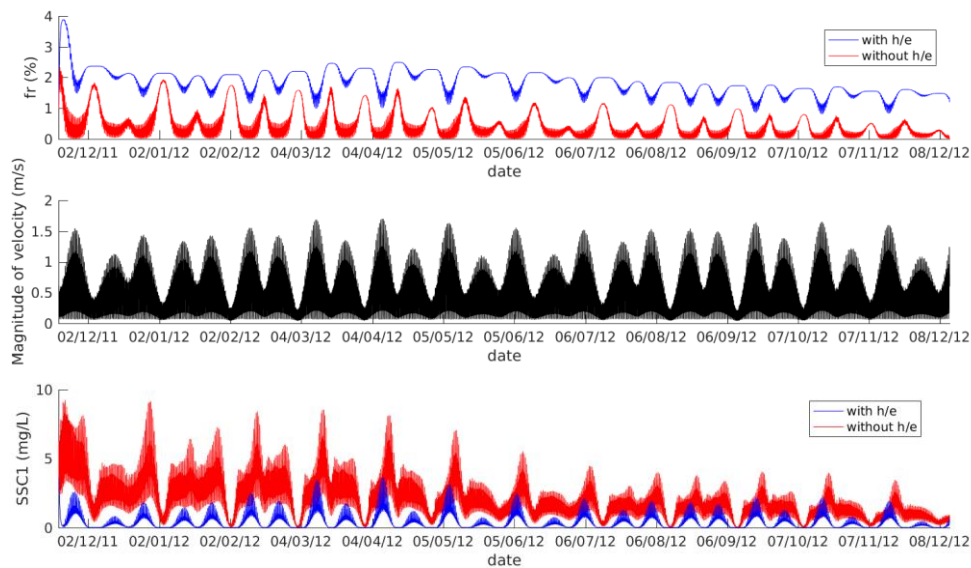 4
3
2
1
0
fr (%)
with h/e
without h/e
02/12/11 02/01/12 02/02/12 04/03/12 04/04/12 05/05/12 05/06/12 06/07/12 06/08/12 06/09/12 07/10/12 07/11/12 08/12/12
date
2
1.5
1
0.5
0
Magnitude of velocity (m/s)
02/12/11 02/01/12 02/02/12 04/03/12 04/04/12 05/05/12 05/06/12 06/07/12 06/08/12 06/09/12 07/10/12 07/11/12 08/12/12
date
10
5
0
SSC1 (mg/L)
with h/e
without h/e
02/12/11 02/01/12 02/02/12 04/03/12 04/04/12 05/05/12 05/06/12 06/07/12 06/08/12 06/09/12 07/10/12 07/11/12 08/12/12
date